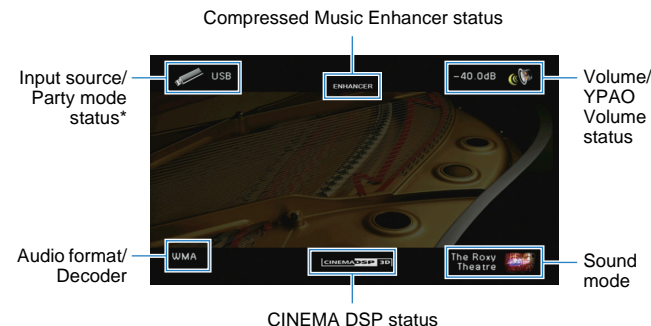 Compressed Music Enhancer status
Input source/
Party mode
status*
USB
ENHANCER
-40.0dB
Volume/
YPAO
Volume
status
Audio format/
Decoder
WMA
CINEMA DSP 3D
The Roxy
Theatre
Sound
mode
CINEMA DSP status